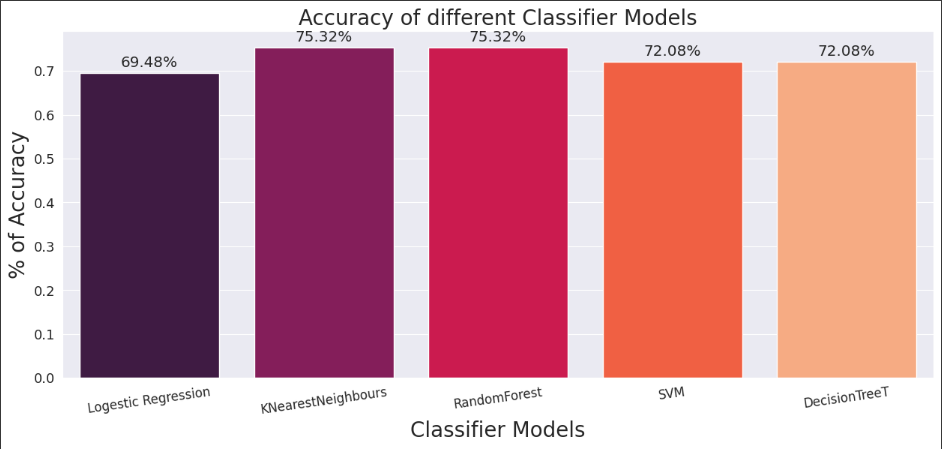 Accuracy of different Classifier Models
69.48%
75.32%
75.32%
72.08%
72.08%
% of Accuracy
0.7
0.6
0.5
0.4
0.3
0.2
0.1
0.0
Logestic Regression
KNearestNeighbours
RandomForest
SVM
DecisionTreeT
Classifier Models